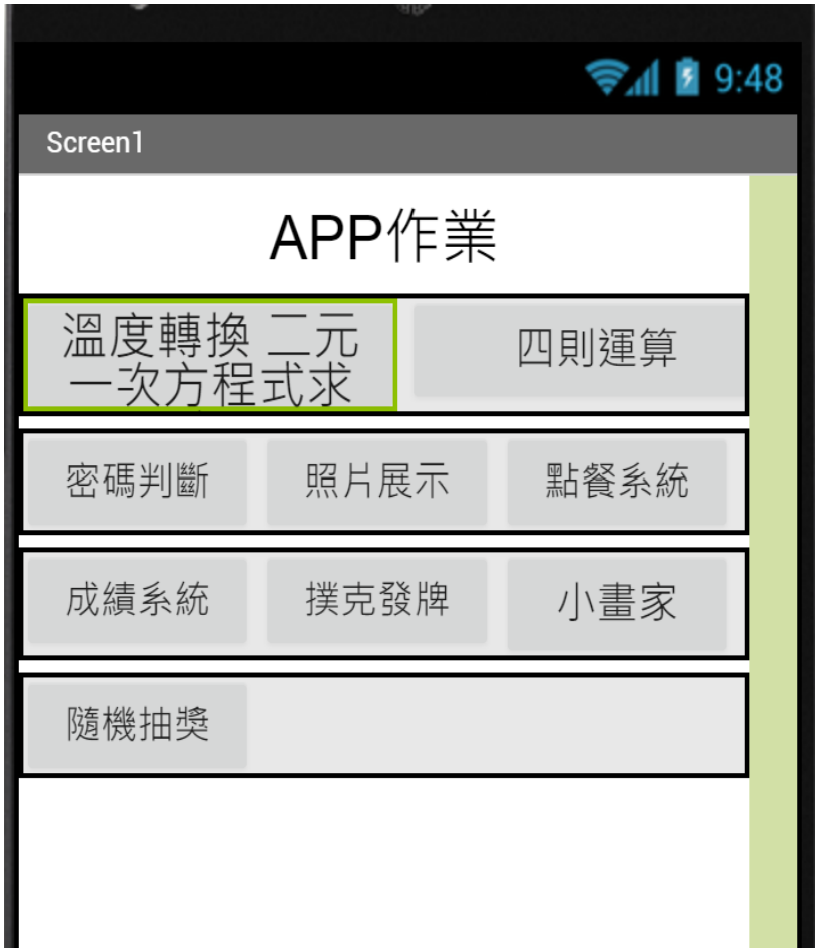 9:48
Screen1
APP作業
溫度轉換 二元
一次方程式求
四則運算
密碼判斷
照片展示
點餐系統
成績系統
撲克發牌
小畫家
隨機抽獎